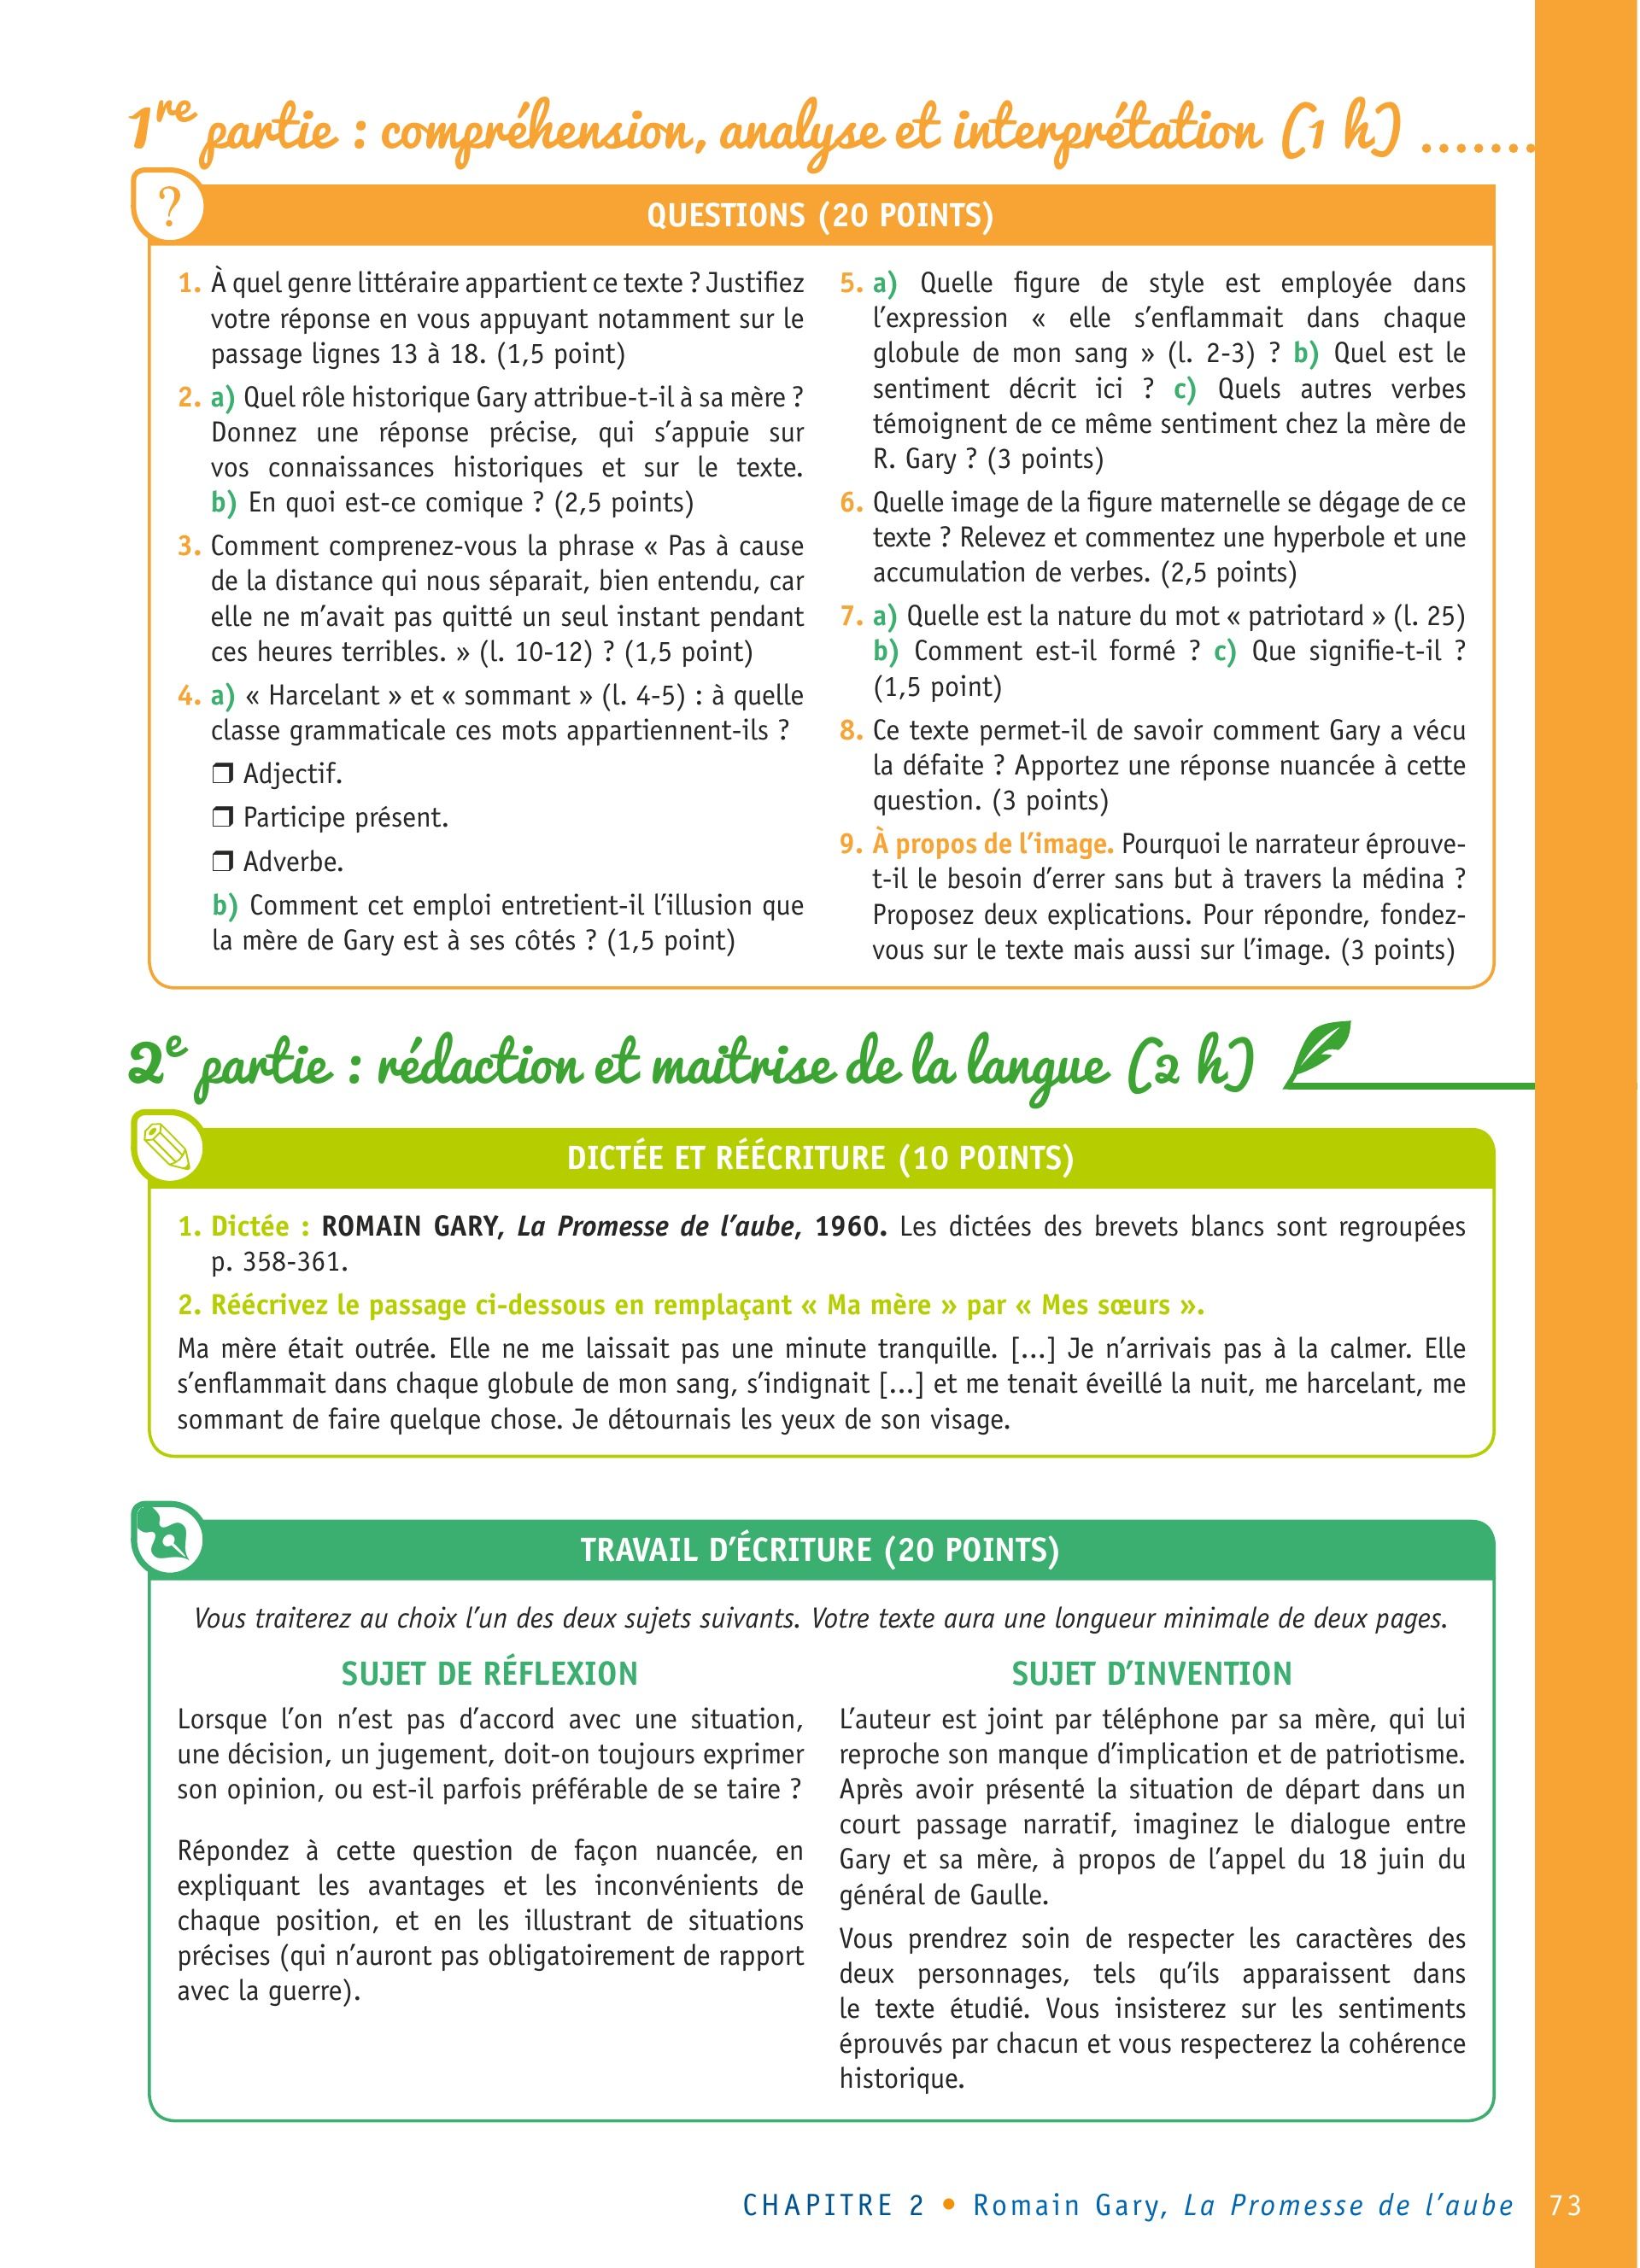 1re partie : compréhension, analyse et interprétation (1 h) .......
?
QUESTIONS (20 POINTS)
1. À quel genre littéraire appartient ce texte ? Justifiez
votre réponse en vous appuyant notamment sur le
passage lignes 13 à 18. (1,5 point)
2. a) Quel rôle historique Gary attribue-t-il à sa mère ?
Donnez une réponse précise, qui s'appuie sur
vos connaissances historiques et sur le texte.
b) En quoi est-ce comique ? (2,5 points)
3. Comment comprenez-vous la phrase « Pas à cause
de la distance qui nous séparait, bien entendu, car
elle ne m'avait pas quitté un seul instant pendant
ces heures terribles. » (l. 10-12) ? (1,5 point)
4. a) « Harcelant » et « sommant » (l. 4-5) : à quelle
classe grammaticale ces mots appartiennent-ils ?
❒ Adjectif.
❒ Participe présent.
❒ Adverbe.
b) Comment cet emploi entretient-il l'illusion que
la mère de Gary est à ses côtés ? (1,5 point)
5. a) Quelle figure de style est employée dans
l'expression « elle s'enflammait dans chaque
globule de mon sang » (l. 2-3) ? b) Quel est le
sentiment décrit ici ? c) Quels autres verbes
témoignent de ce même sentiment chez la mère de
R. Gary ? (3 points)
6. Quelle image de la figure maternelle se dégage de ce
texte ? Relevez et commentez une hyperbole et une
accumulation de verbes. (2,5 points)
7. a) Quelle est la nature du mot « patriotard » (l. 25)
b) Comment est-il formé ? c) Que signifie-t-il ?
(1,5 point)
8. Ce texte permet-il de savoir comment Gary a vécu
la défaite ? Apportez une réponse nuancée à cette
question. (3 points)
9. À propos de l'image. Pourquoi le narrateur éprouve-
t-il le besoin d'errer sans but à travers la médina ?
Proposez deux explications. Pour répondre, fondez-
vous sur le texte mais aussi sur l'image. (3 points)
2e partie : rédaction et maitrise de la langue (2 h)
DICTÉE ET RÉÉCRITURE (10 POINTS)
1. Dictée : ROMAIN GARY, La Promesse de l'aube, 1960. Les dictées des brevets blancs sont regroupées
p. 358-361.
2. Réécrivez le passage ci-dessous en remplaçant « Ma mère » par « Mes sœurs ».
Ma mère était outrée. Elle ne me laissait pas une minute tranquille. [...] Je n'arrivais pas à la calmer. Elle
s'enflammait dans chaque globule de mon sang, s'indignait [...] et me tenait éveillé la nuit, me harcelant, me
sommant de faire quelque chose. Je détournais les yeux de son visage.
TRAVAIL D'ÉCRITURE (20 POINTS)
Vous traiterez au choix l'un des deux sujets suivants. Votre texte aura une longueur minimale de deux pages.
SUJET DE RÉFLEXION
Lorsque l'on n'est pas d'accord avec une situation,
une décision, un jugement, doit-on toujours exprimer
son opinion, ou est-il parfois préférable de se taire ?
Répondez à cette question de façon nuancée, en
expliquant les avantages et les inconvénients de
chaque position, et en les illustrant de situations
précises (qui n'auront pas obligatoirement de rapport
avec la guerre).
SUJET D'INVENTION
L'auteur est joint par téléphone par sa mère, qui lui
reproche son manque d'implication et de patriotisme.
Après avoir présenté la situation de départ dans un
court passage narratif, imaginez le dialogue entre
Gary et sa mère, à propos de l'appel du 18 juin du
général de Gaulle.
Vous prendrez soin de respecter les caractères des
deux personnages, tels qu'ils apparaissent dans
le texte étudié. Vous insisterez sur les sentiments
éprouvés par chacun et vous respecterez la cohérence
historique.
CHAPITRE 2 • Romain Gary, La Promesse de l'aube 73